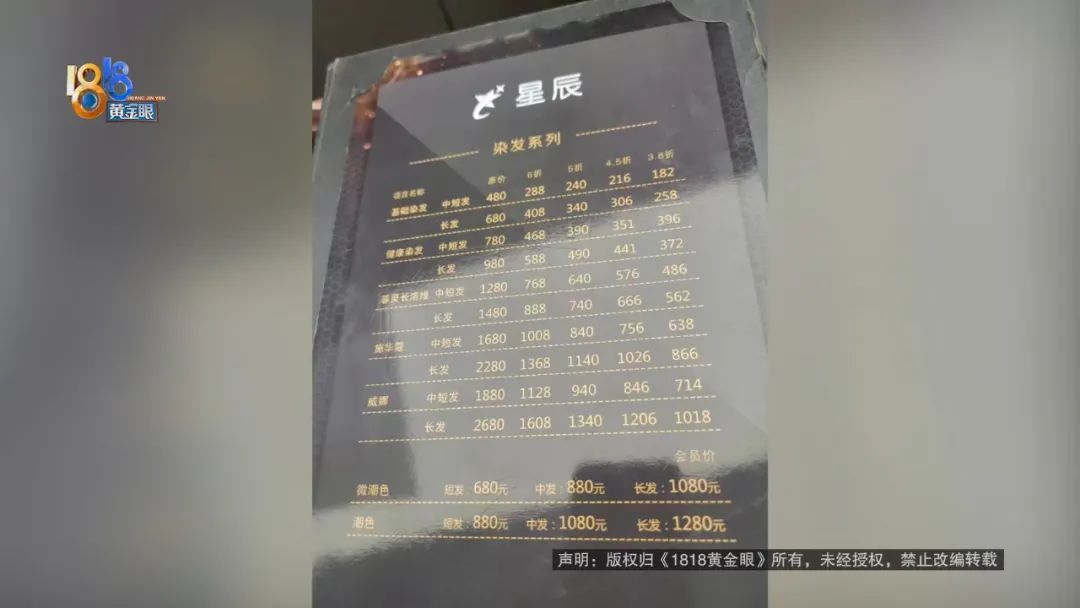 1818
HUANG JIN YAN
黄金眼
星辰
染发系列
项目名称 原价 6折 5折 4.5折 3.8折
基础染发 中短发 480 288 240 216 182
长发 680 408 340 306 258
健康染发 中短发 780 468 390 351 396
长发 980 588 490 441 372
中短发 1280 768 640 576 486
长发 1480 888 740 666 562
施华蔻 中短发 1680 1008 840 756 638
长发 2280 1368 1140 1026 866
威娜 中短发 1880 1128 940 846 714
长发 2680 1608 1340 1206 1018
会员价
微潮色 短发：680元 中发：880元 长发：1080元
潮色 短发：880元 中发：1080元 长发：1280元
声明：版权归《1818黄金眼》所有，未经授权，禁止改编转载